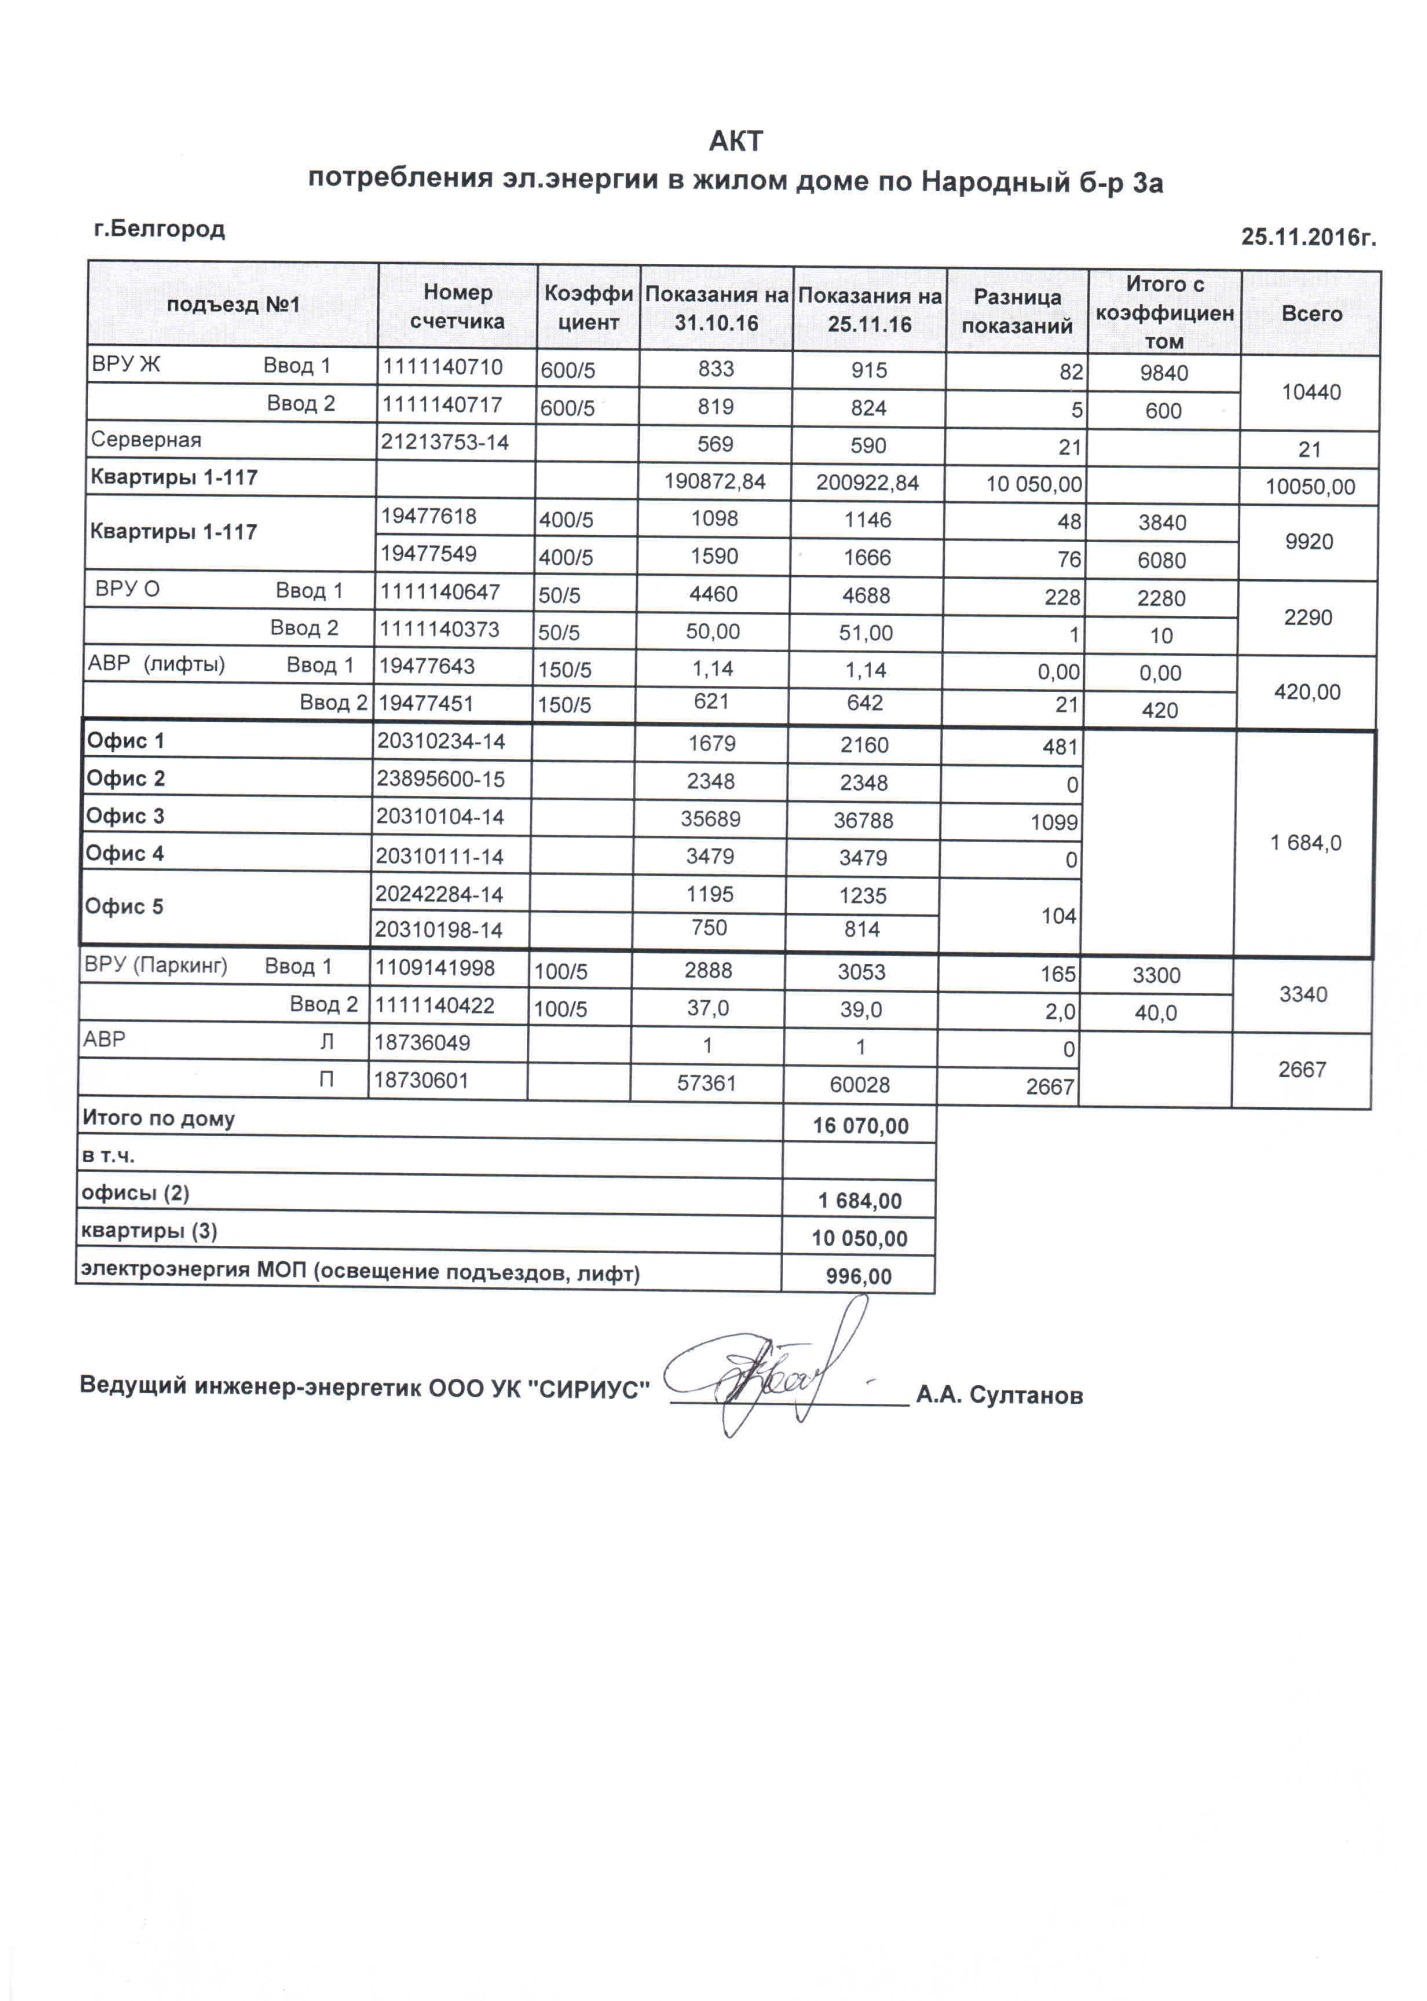 АКТ
потребления эл.энергии в жилом доме по Народный б-р 3а
г.Белгород 25.11.2016г.
подъезд №1 Номер счетчика Коэффи циент Показания на 31.10.16 Показания на 25.11.16 Разница показаний Итого с коэффициен том Всего
ВРУ Ж Ввод 1 1111140710 600/5 833 915 82 9840 10440
Ввод 2 1111140717 600/5 819 824 5 600
Серверная 21213753-14 569 590 21 21
Квартиры 1-117 190872,84 200922,84 10 050,00 10050,00
Квартиры 1-117 19477618 400/5 1098 1146 48 3840 9920
19477549 400/5 1590 1666 76 6080
ВРУ О Ввод 1 1111140647 50/5 4460 4688 228 2280 2290
Ввод 2 1111140373 50/5 50,00 51,00 1 10
АВР (лифты) Ввод 1 19477643 150/5 1,14 1,14 0,00 0,00 420,00
Ввод 2 19477451 150/5 621 642 21 420
Офис 1 20310234-14 1679 2160 481 1 684,0
Офис 2 23895600-15 2348 2348 0
Офис 3 20310104-14 35689 36788 1099
Офис 4 20310111-14 3479 3479 0
Офис 5 20242284-14 1195 1235 104
20310198-14 750 814
ВРУ (Паркинг) Ввод 1 1109141998 100/5 2888 3053 165 3300 3340
Ввод 2 1111140422 100/5 37,0 39,0 2,0 40,0
АВР Л 18736049 1 1 0 2667
П 18730601 57361 60028 2667
Итого по дому 16 070,00
в т.ч.
офисы (2) 1 684,00
квартиры (3) 10 050,00
электроэнергия МОП (освещение подъездов, лифт) 996,00
Ведущий инженер-энергетик ООО УК "СИРИУС" А.А. Султанов